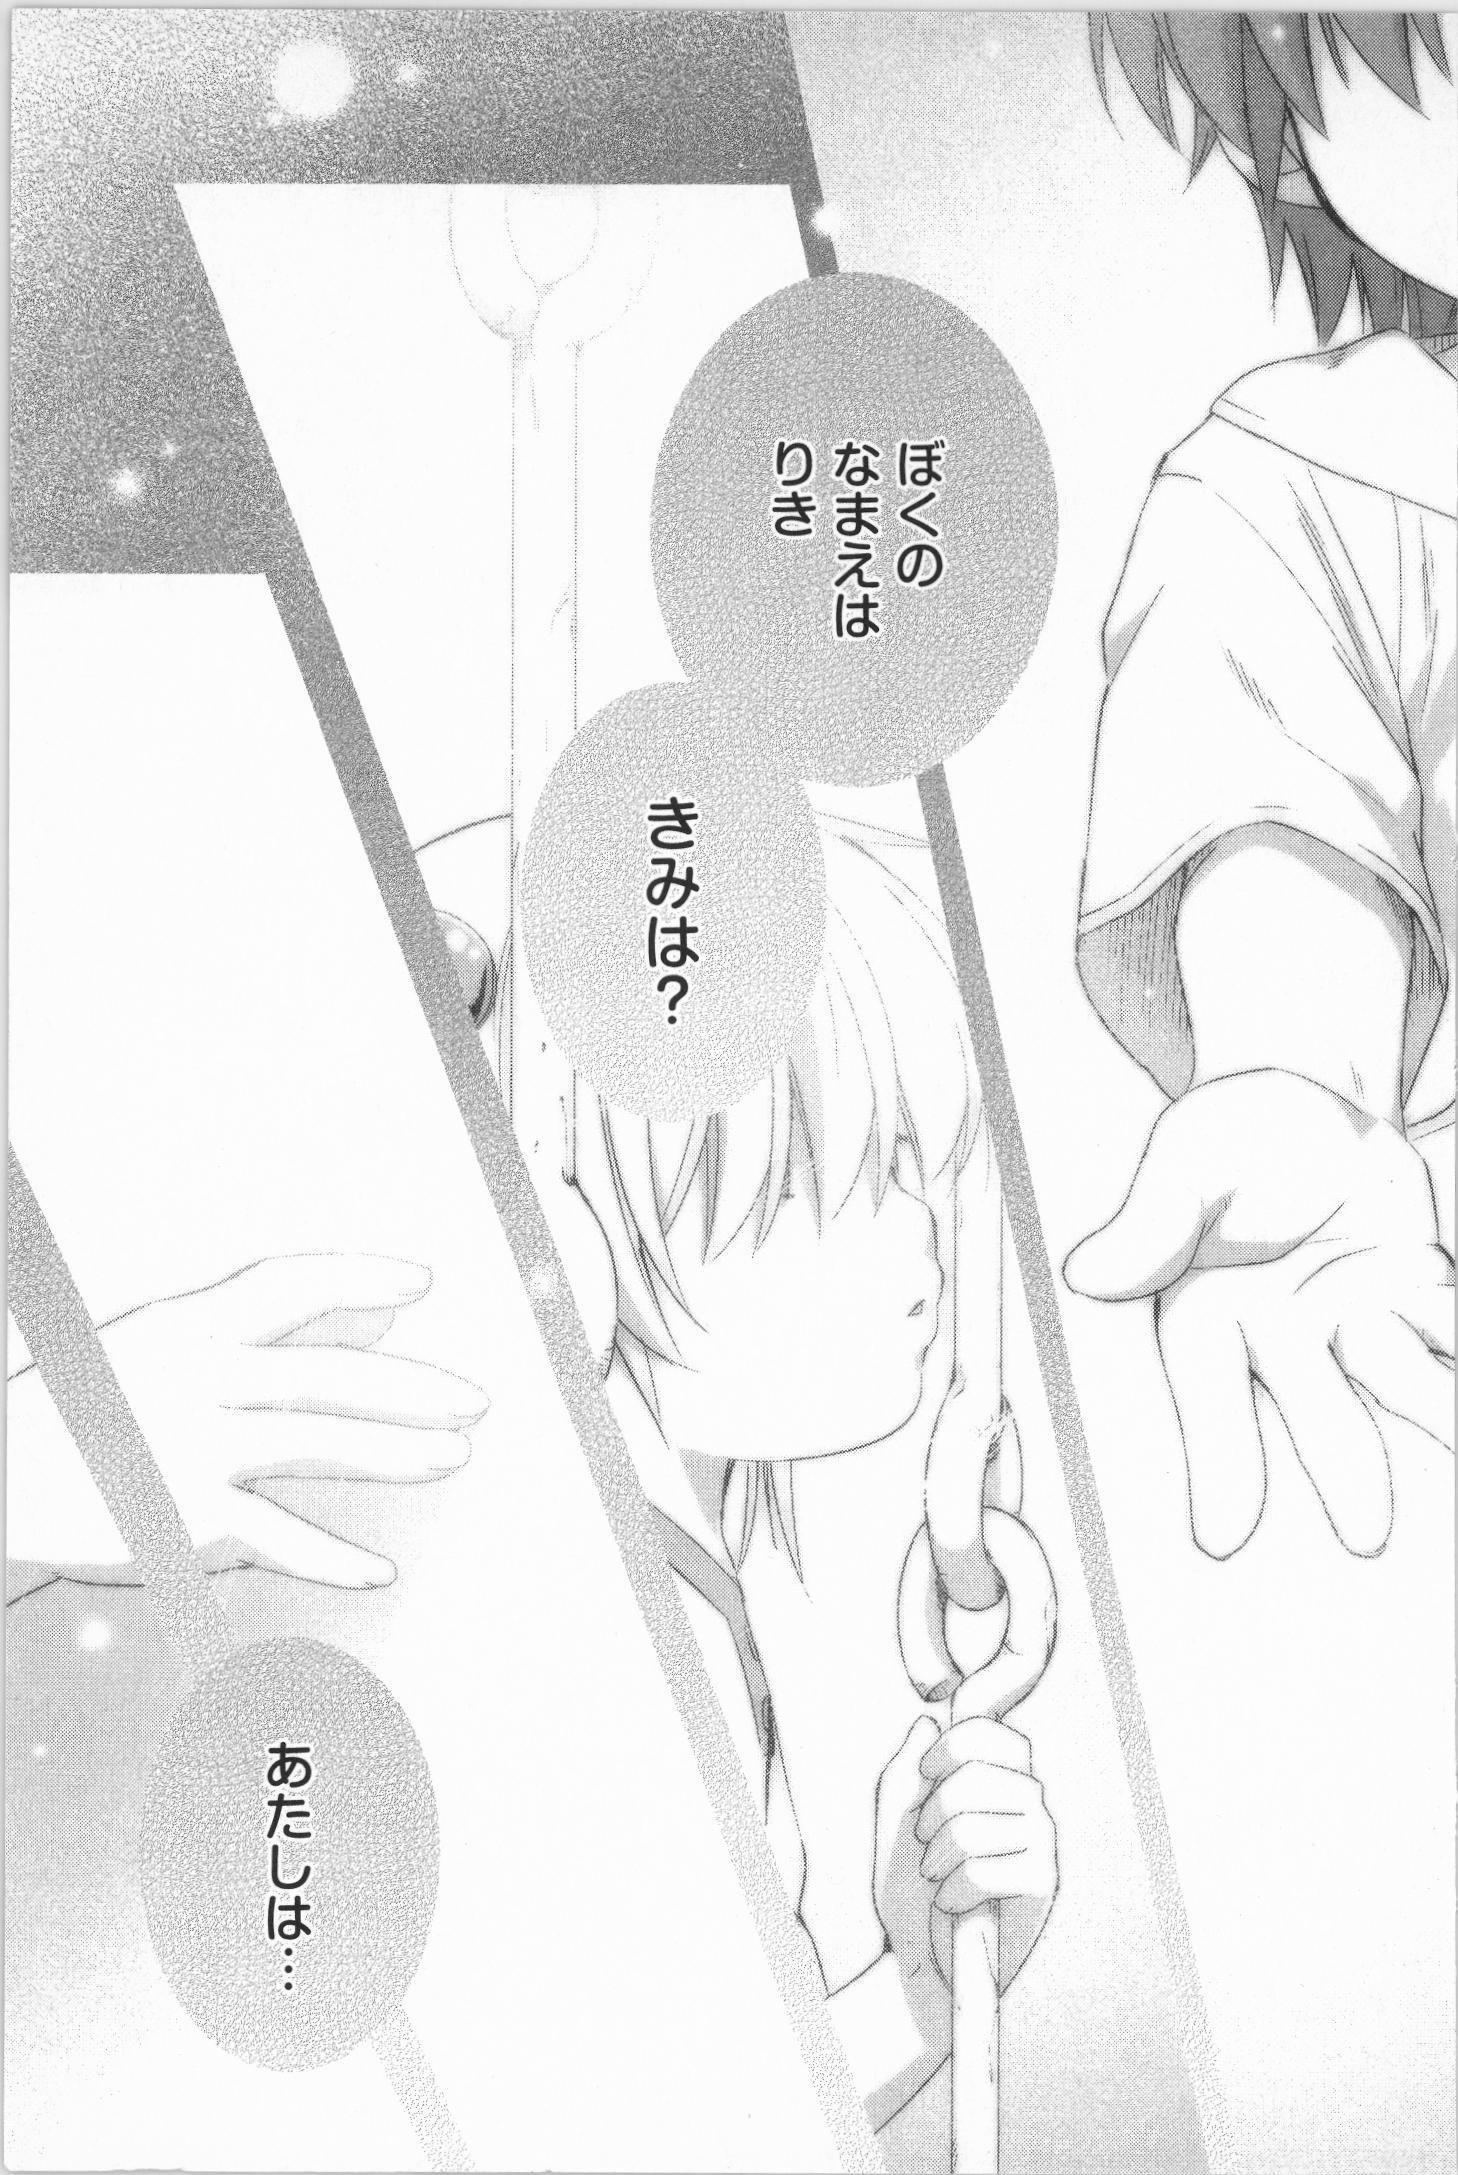 ぼくの
なまえは
りき
きみは?
あたしは…